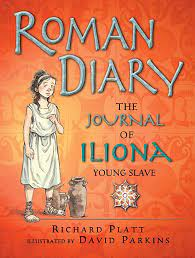 ROMAN
DIARY
THE
JOURNAL
OF
ILIONA
YOUNG SLAVE
RICHARD PLATT
ILLUSTRATED BY DAVID PARKINS